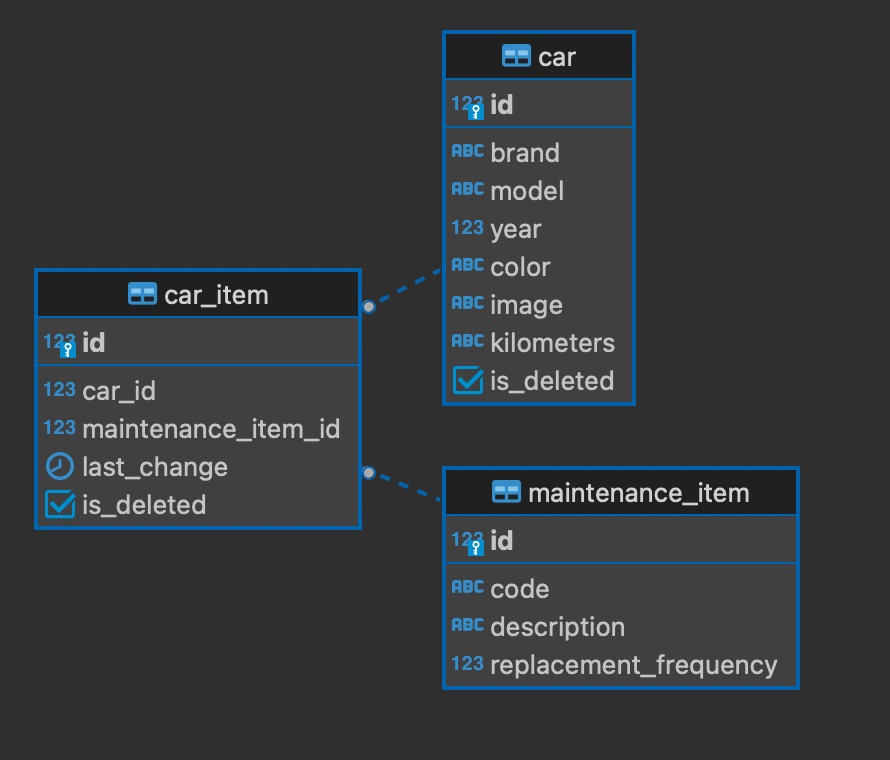 car
123 id
ABC brand
ABC model
123 year
ABC color
ABC image
ABC kilometers
is_deleted
car_item
123 id
123 car_id
123 maintenance_item_id
last_change
is_deleted
maintenance_item
123 id
ABC code
ABC description
123 replacement_frequency